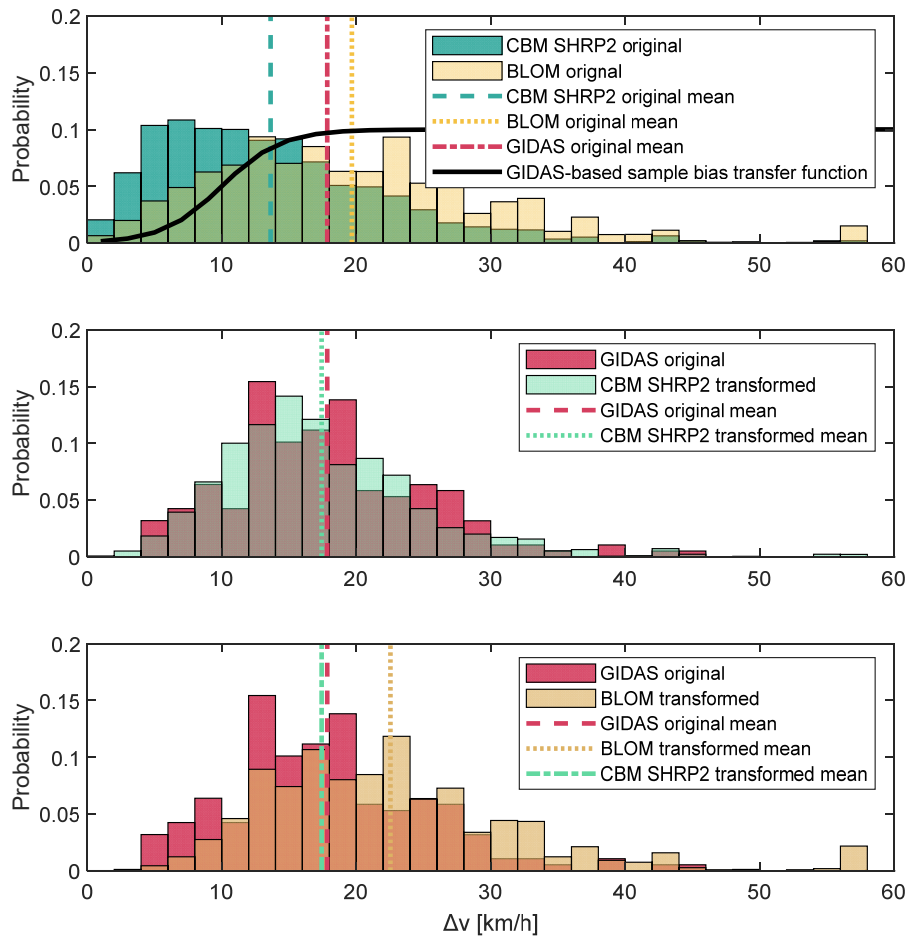 0.2
0.15
0.1
0.05
0
Probability
CBM SHRP2 original
BLOM orignal
CBM SHRP2 original mean
BLOM original mean
GIDAS original mean
GIDAS-based sample bias transfer function
0 10 20 30 40 50 60
0.2
0.15
0.1
0.05
0
Probability
GIDAS original
CBM SHRP2 transformed
GIDAS original mean
CBM SHRP2 transformed mean
0 10 20 30 40 50 60
0.2
0.15
0.1
0.05
0
Probability
GIDAS original
BLOM transformed
GIDAS original mean
BLOM transformed mean
CBM SHRP2 transformed mean
0 10 20 30 40 50 60
Δv [km/h]